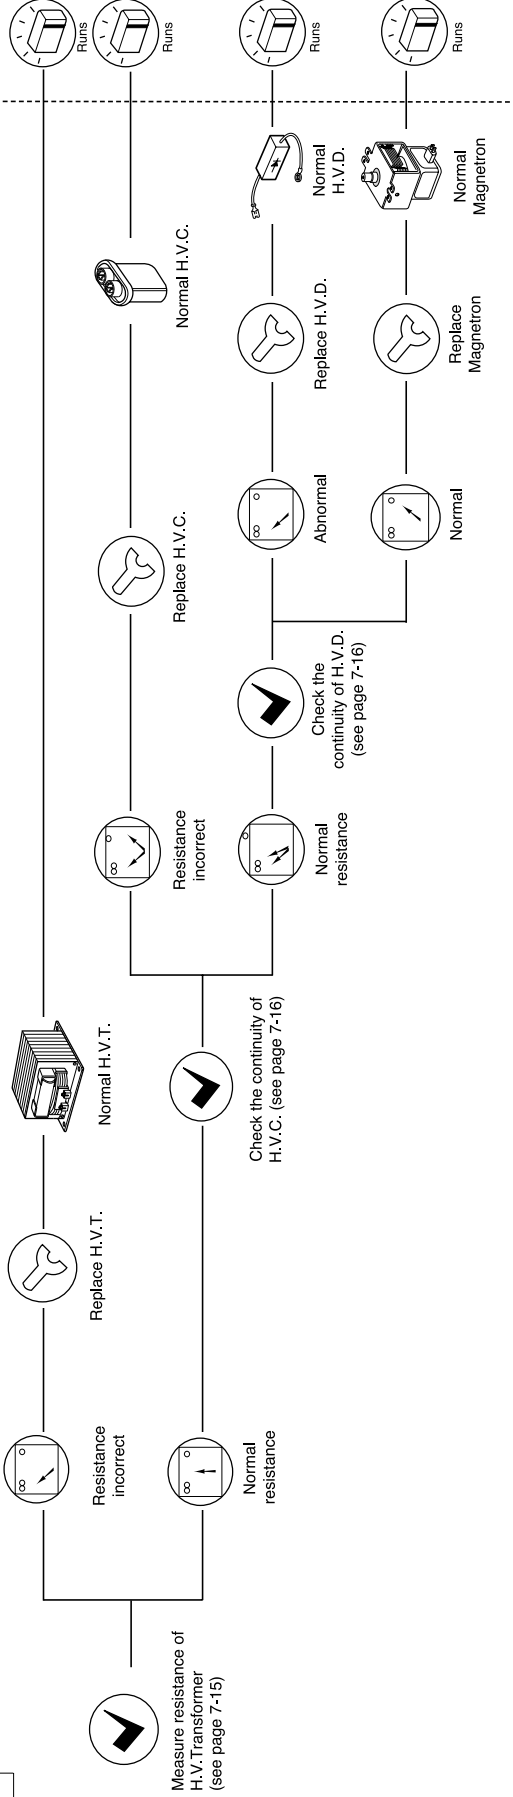 Measure resistance of
H.V.Transformer
(see page 7-15)
Resistance
incorrect
Replace H.V.T.
Normal H.V.T.
Runs
Normal
resistance
Check the continuity of
H.V.C. (see page 7-16)
Resistance
incorrect
Replace H.V.C.
Normal H.V.C.
Runs
Normal
resistance
Check the
continuity of H.V.D.
(see page 7-16)
Abnormal
Replace H.V.D.
Normal
H.V.D.
Runs
Normal
Replace
Magnetron
Normal
Magnetron
Runs